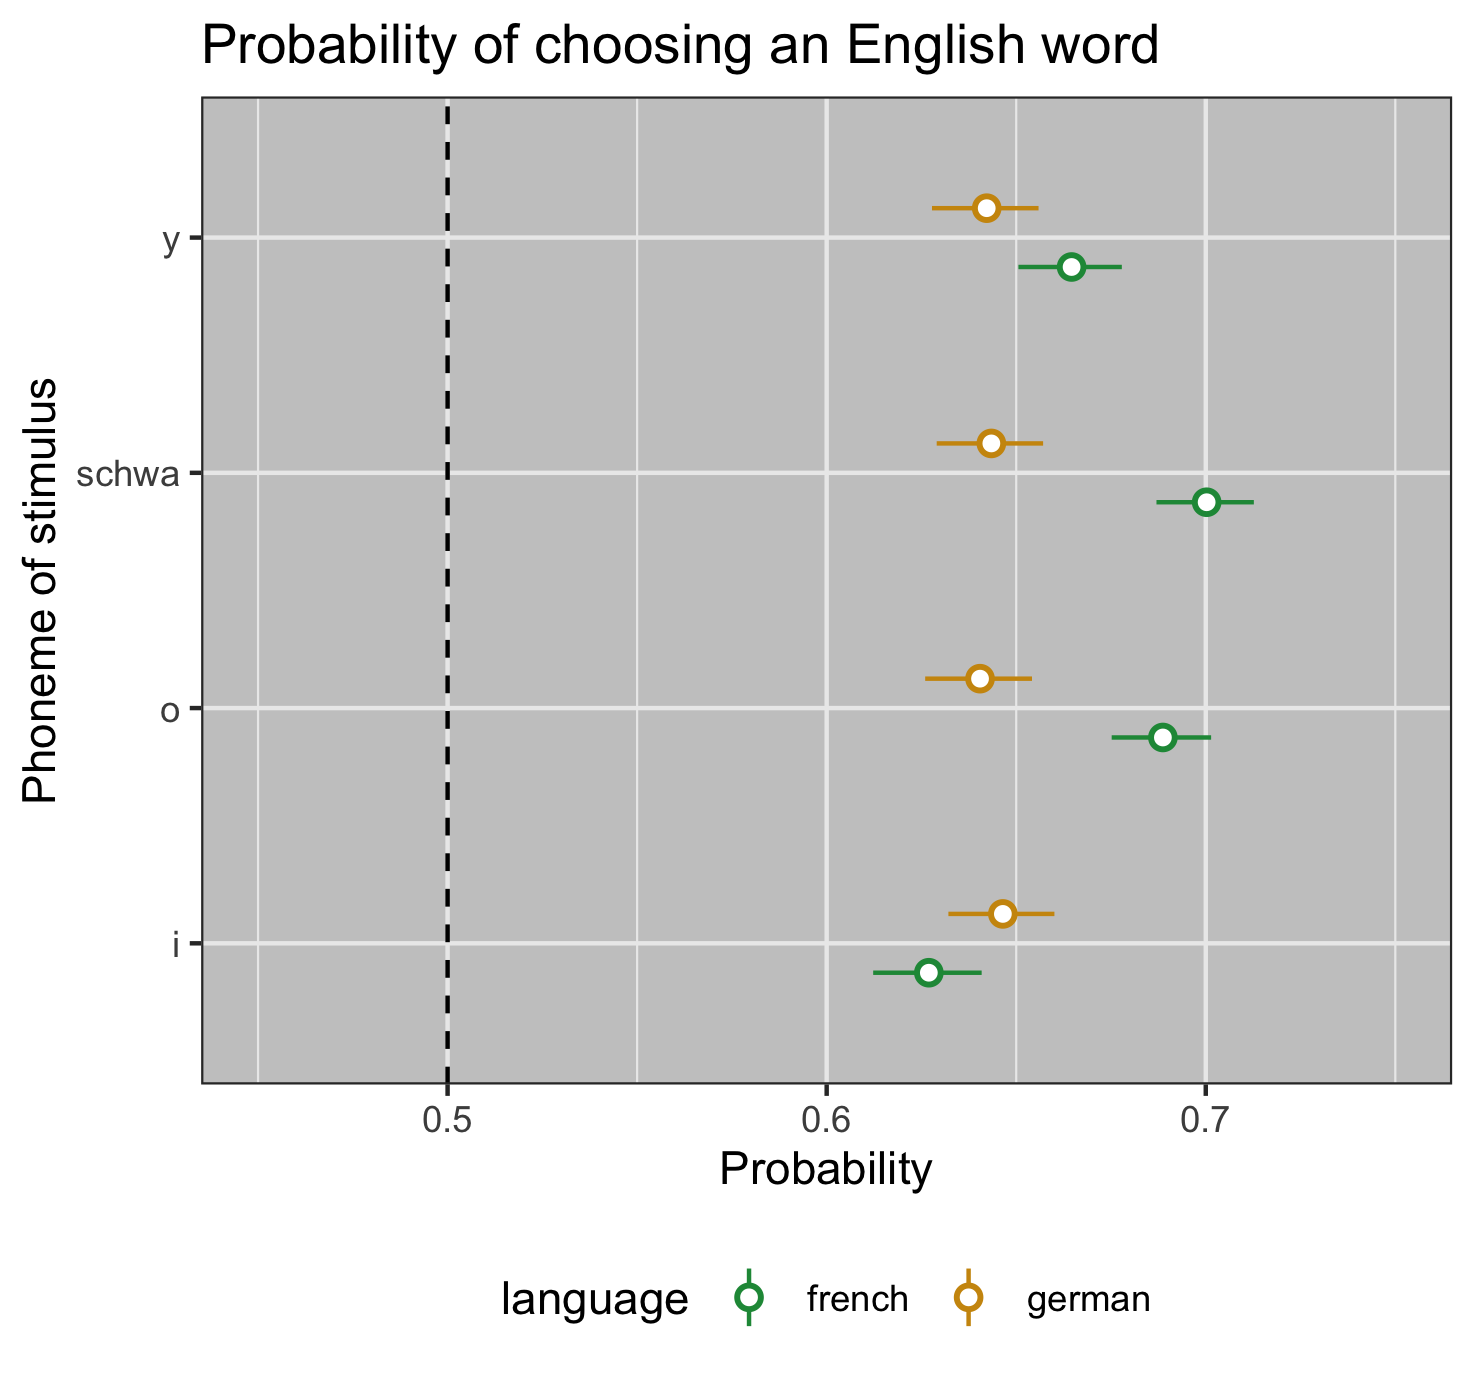 Probability of choosing an English word
Phoneme of stimulus
y
schwa
o
i
0.5 0.6 0.7
Probability
language french german